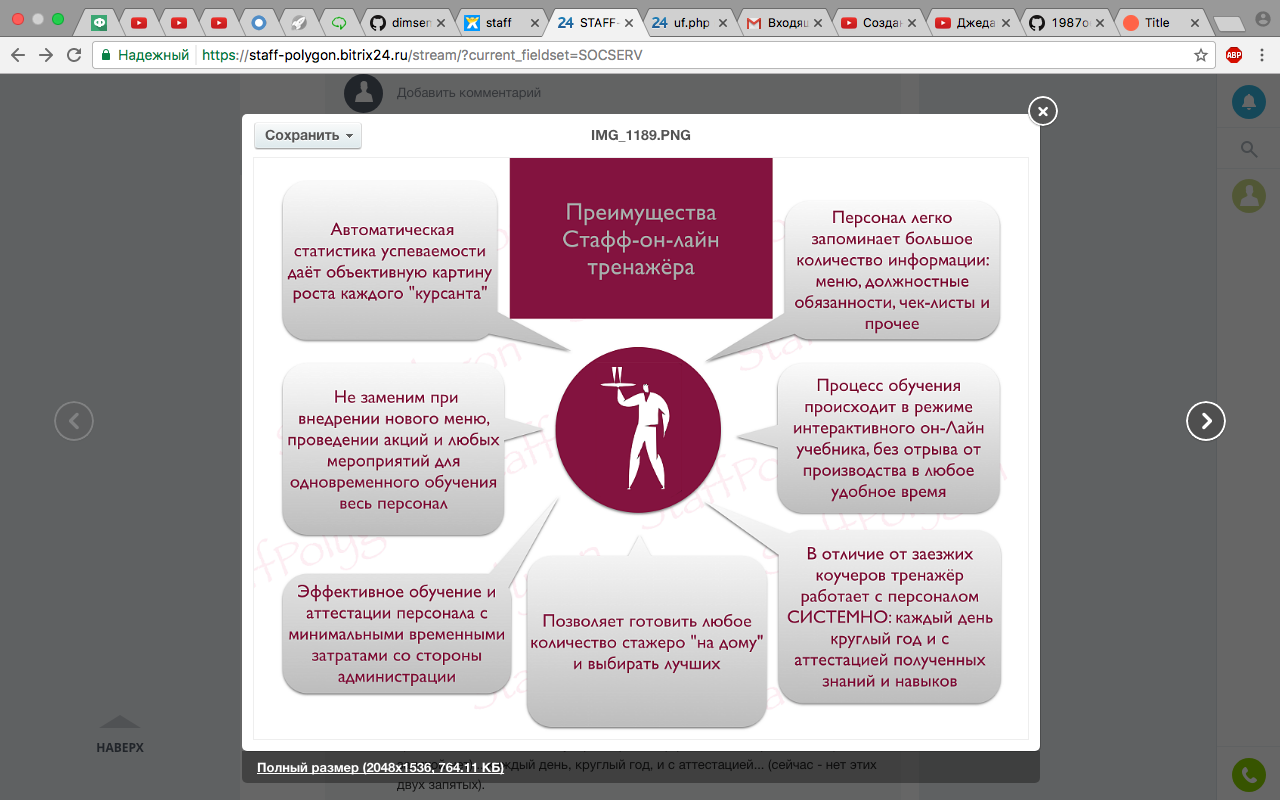 dimsem
staff
24 STAFF-
24 uf.php
Входящ
Создан
Джеда
1987o
Title
Надежный
https://staff-polygon.bitrix24.ru/stream/?current_fieldset=SOCSERV
ABP
Добавить комментарий
Сохранить
IMG_1189.PNG
Преимущества
Стафф-он-лайн
тренажёра
Автоматическая
статистика успеваемости
даёт объективную картину
роста каждого "курсанта"
Персонал легко
запоминает большое
количество информации:
меню, должностные
обязанности, чек-листы и
прочее
Не заменим при
внедрении нового меню,
проведении акций и любых
мероприятий для
одновременного обучения
весь персонал
Процесс обучения
происходит в режиме
интерактивного он-Лайн
учебника, без отрыва от
производства в любое
удобное время
Эффективное обучение и
аттестации персонала с
минимальными временными
затратами со стороны
администрации
Позволяет готовить любое
количество стажеро "на дому"
и выбирать лучших
В отличие от заезжих
коучеров тренажёр
работает с персоналом
СИСТЕМНО: каждый день
круглый год и с
аттестацией полученных
знаний и навыков
StaffPolygon
НАВЕРХ
Полный размер (2048x1536, 764.11 КБ)
день, круглый год, и с аттестацией... (сейчас - нет этих
двух запятых).